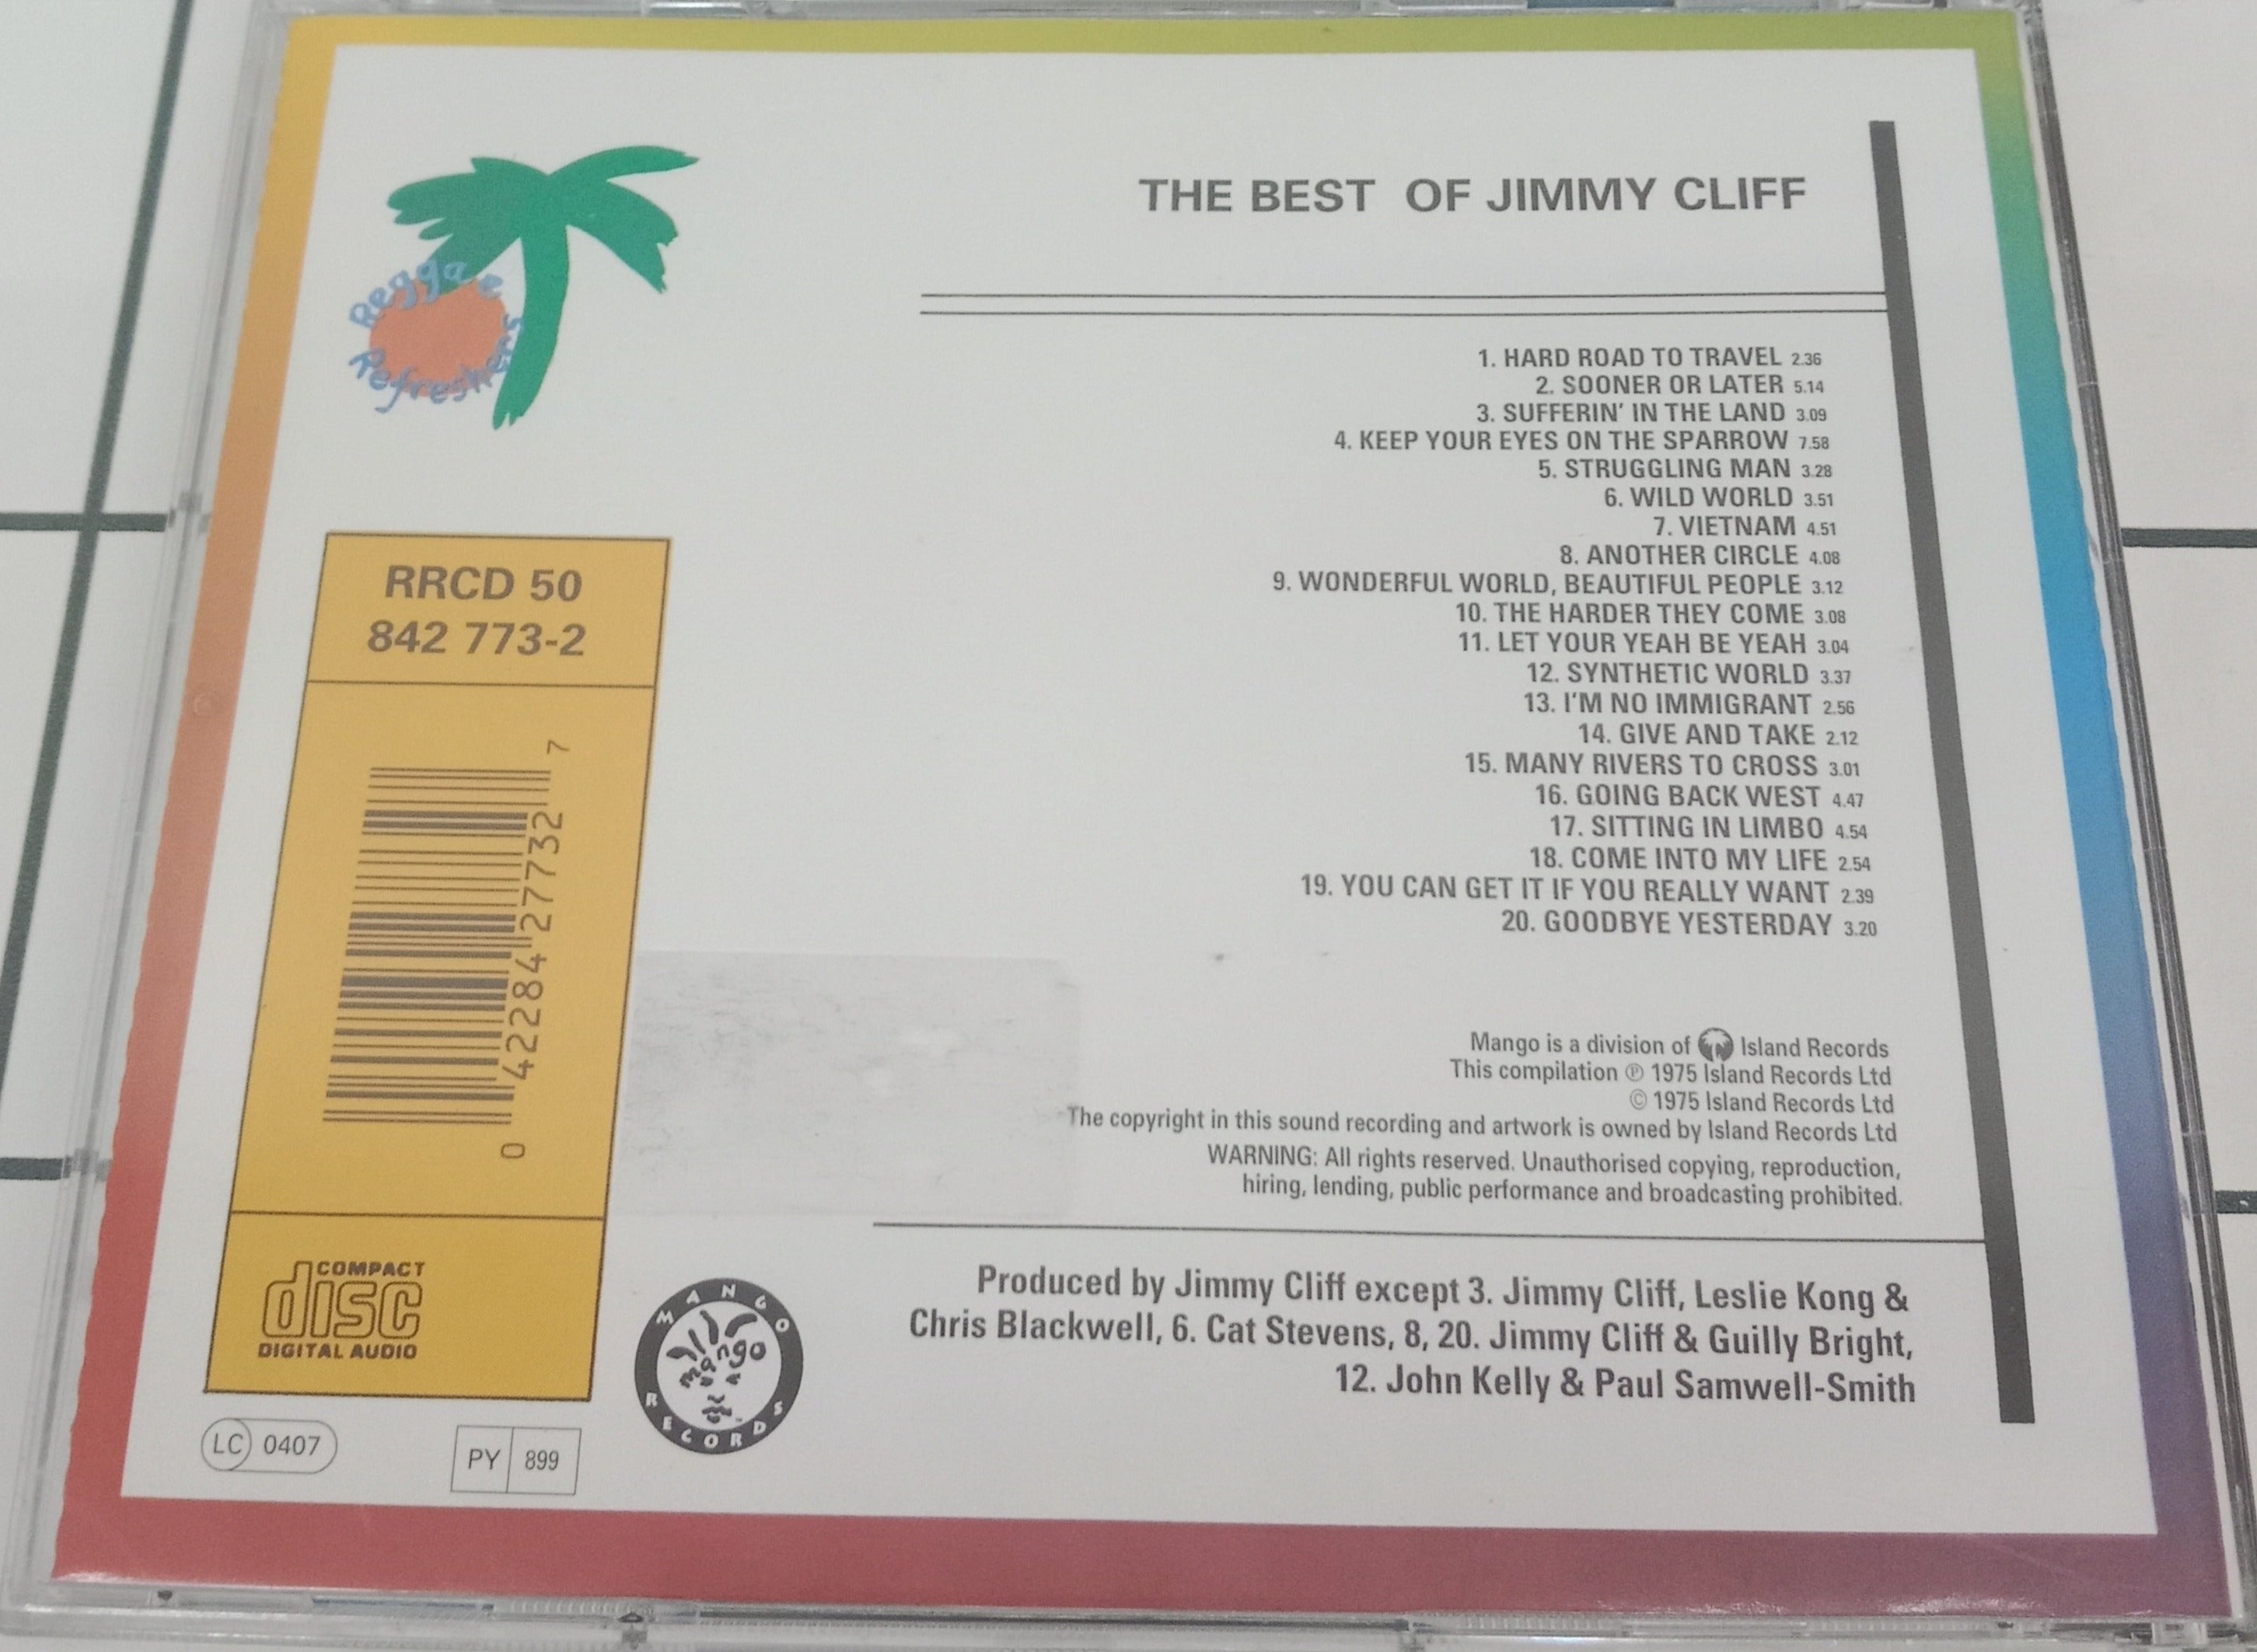 THE BEST OF JIMMY CLIFF
Reggae
Refreshers
1. HARD ROAD TO TRAVEL 2.36
2. SOONER OR LATER 5.14
3. SUFFERIN' IN THE LAND 3.09
4. KEEP YOUR EYES ON THE SPARROW 7.58
5. STRUGGLING MAN 3.28
6. WILD WORLD 3.51
7. VIETNAM 4.51
8. ANOTHER CIRCLE 4.08
9. WONDERFUL WORLD, BEAUTIFUL PEOPLE 3.12
10. THE HARDER THEY COME 3.08
11. LET YOUR YEAH BE YEAH 3.04
12. SYNTHETIC WORLD 3.37
13. I'M NO IMMIGRANT 2.56
14. GIVE AND TAKE 2.12
15. MANY RIVERS TO CROSS 3.01
16. GOING BACK WEST 4.47
17. SITTING IN LIMBO 4.54
18. COME INTO MY LIFE 2.54
19. YOU CAN GET IT IF YOU REALLY WANT 2.39
20. GOODBYE YESTERDAY 3.20
RRCD 50
842 773-2
0 42284 27732 7
COMPACT
disc
DIGITAL AUDIO
LC 0407
PY 899
Mango is a division of Island Records
This compilation ℗ 1975 Island Records Ltd
© 1975 Island Records Ltd
The copyright in this sound recording and artwork is owned by Island Records Ltd
WARNING: All rights reserved. Unauthorised copying, reproduction,
hiring, lending, public performance and broadcasting prohibited.
MANGO
mango
RECORDS
Produced by Jimmy Cliff except 3. Jimmy Cliff, Leslie Kong &
Chris Blackwell, 6. Cat Stevens, 8, 20. Jimmy Cliff & Guilly Bright,
12. John Kelly & Paul Samwell-Smith